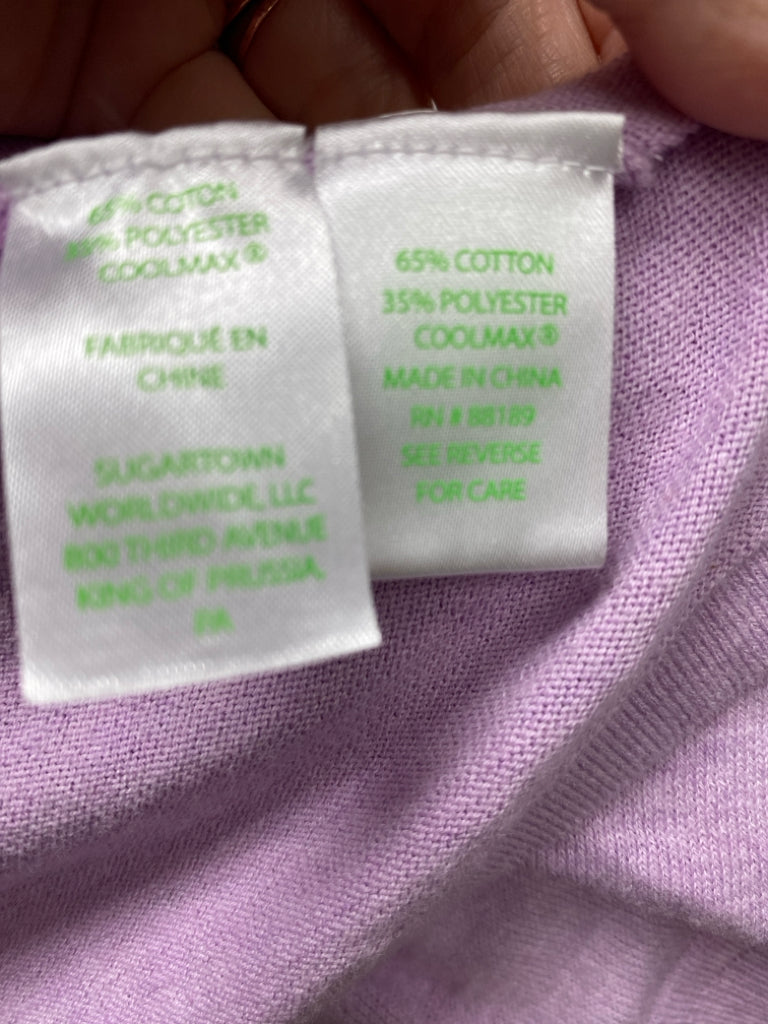 65% COTTON
35% POLYESTER
COOLMAX®
FABRIQUÉ EN
CHINE
SUGARTOWN
WORLDWIDE, LLC
800 THIRD AVENUE
KING OF PRUSSIA,
PA
65% COTTON
35% POLYESTER
COOLMAX®
MADE IN CHINA
RN # 88189
SEE REVERSE
FOR CARE